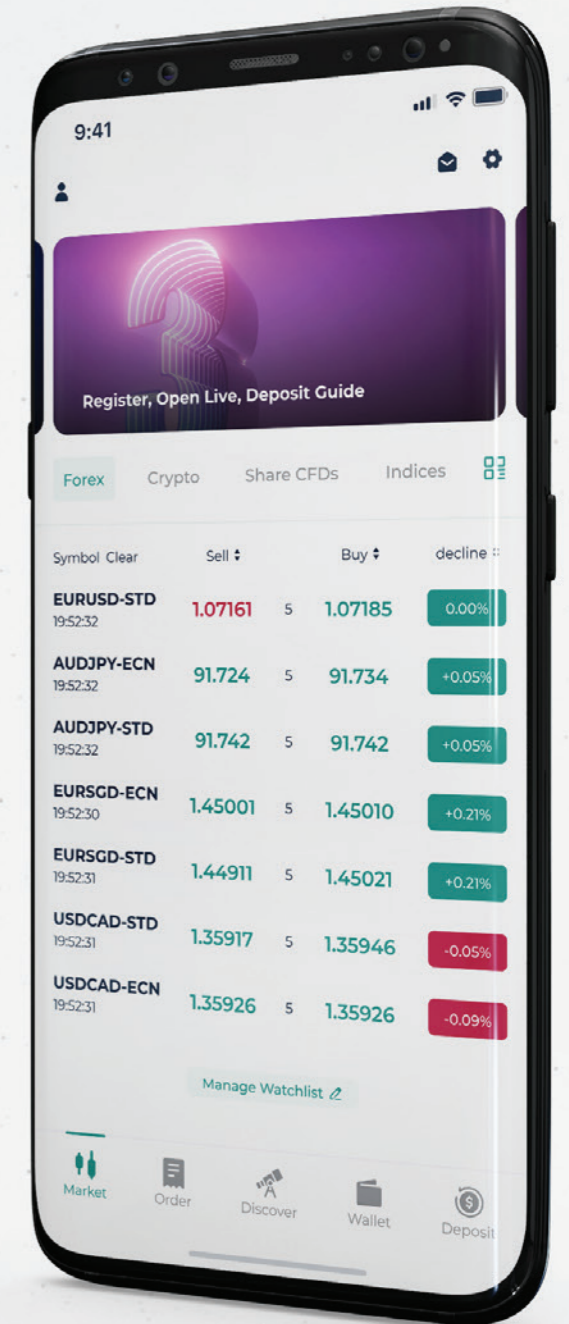 9:41
Register, Open Live, Deposit Guide
Forex Crypto Share CFDs Indices
Symbol Clear Sell Buy decline
EURUSD-STD 1.07161 5 1.07185 0.00%
19:52:32
AUDJPY-ECN 91.724 5 91.734 +0.05%
19:52:32
AUDJPY-STD 91.742 5 91.742 +0.05%
19:52:32
EURSGD-ECN 1.45001 5 1.45010 +0.21%
19:52:30
EURSGD-STD 1.44911 5 1.45021 +0.21%
19:52:31
USDCAD-STD 1.35917 5 1.35946 -0.05%
19:52:31
USDCAD-ECN 1.35926 5 1.35926 -0.09%
19:52:31
Manage Watchlist
Market Order Discover Wallet Deposit